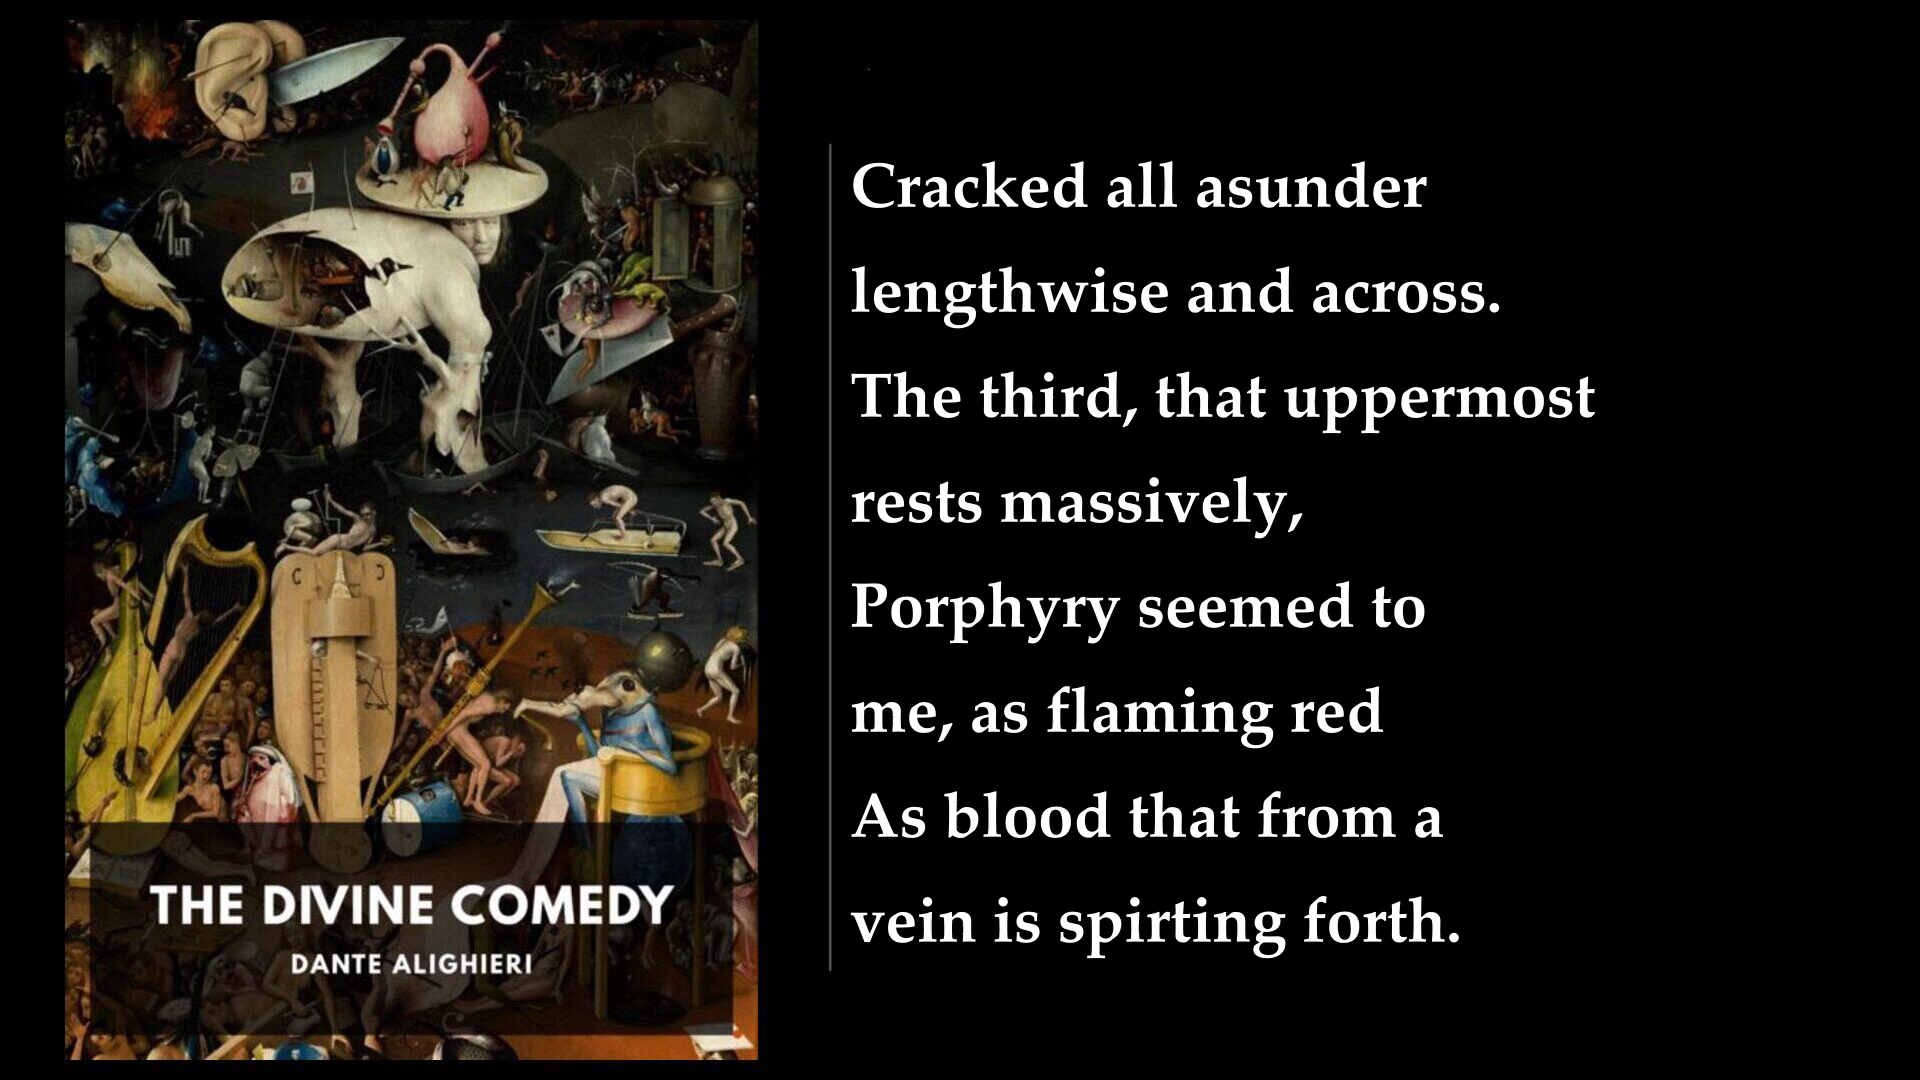 THE DIVINE COMEDY
DANTE ALIGHIERI
Cracked all asunder
lengthwise and across.
The third, that uppermost
rests massively,
Porphyry seemed to
me, as flaming red
As blood that from a
vein is spirting forth.